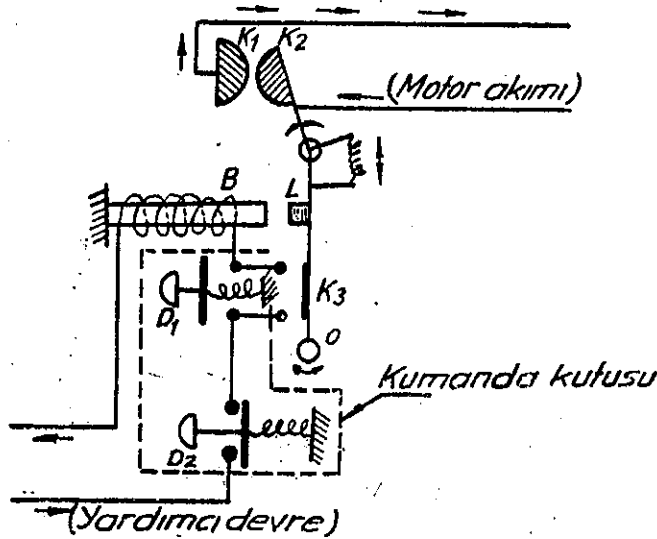 K1 K2
(Motor akımı)
B L
K3
D1
O
Kumanda kutusu
D2
(Yardımcı devre)